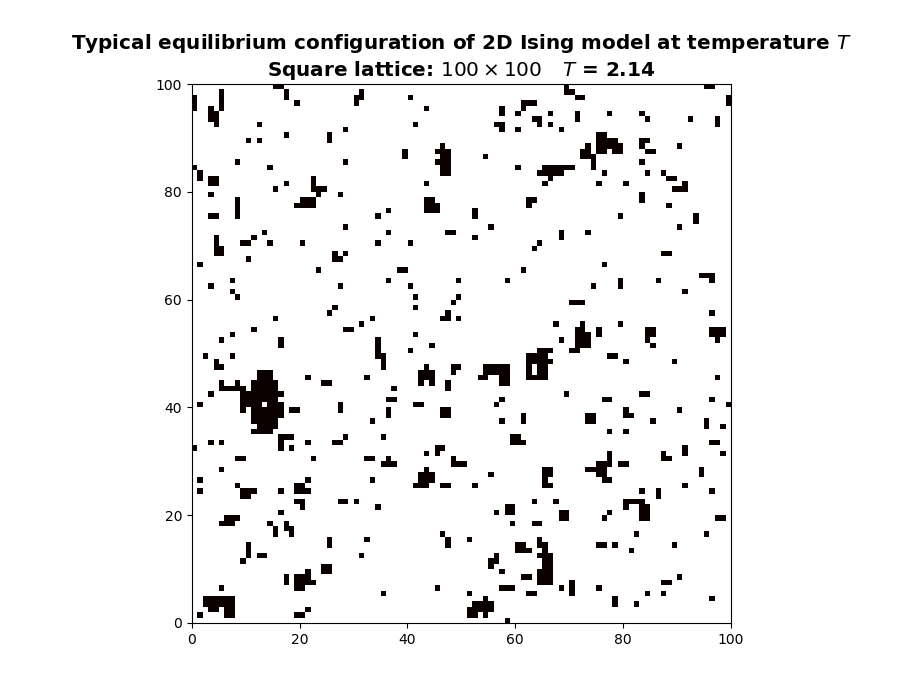 Typical equilibrium configuration of 2D Ising model at temperature T
Square lattice: 100 × 100 T = 2.14
100
80
60
40
20
0
0 20 40 60 80 100